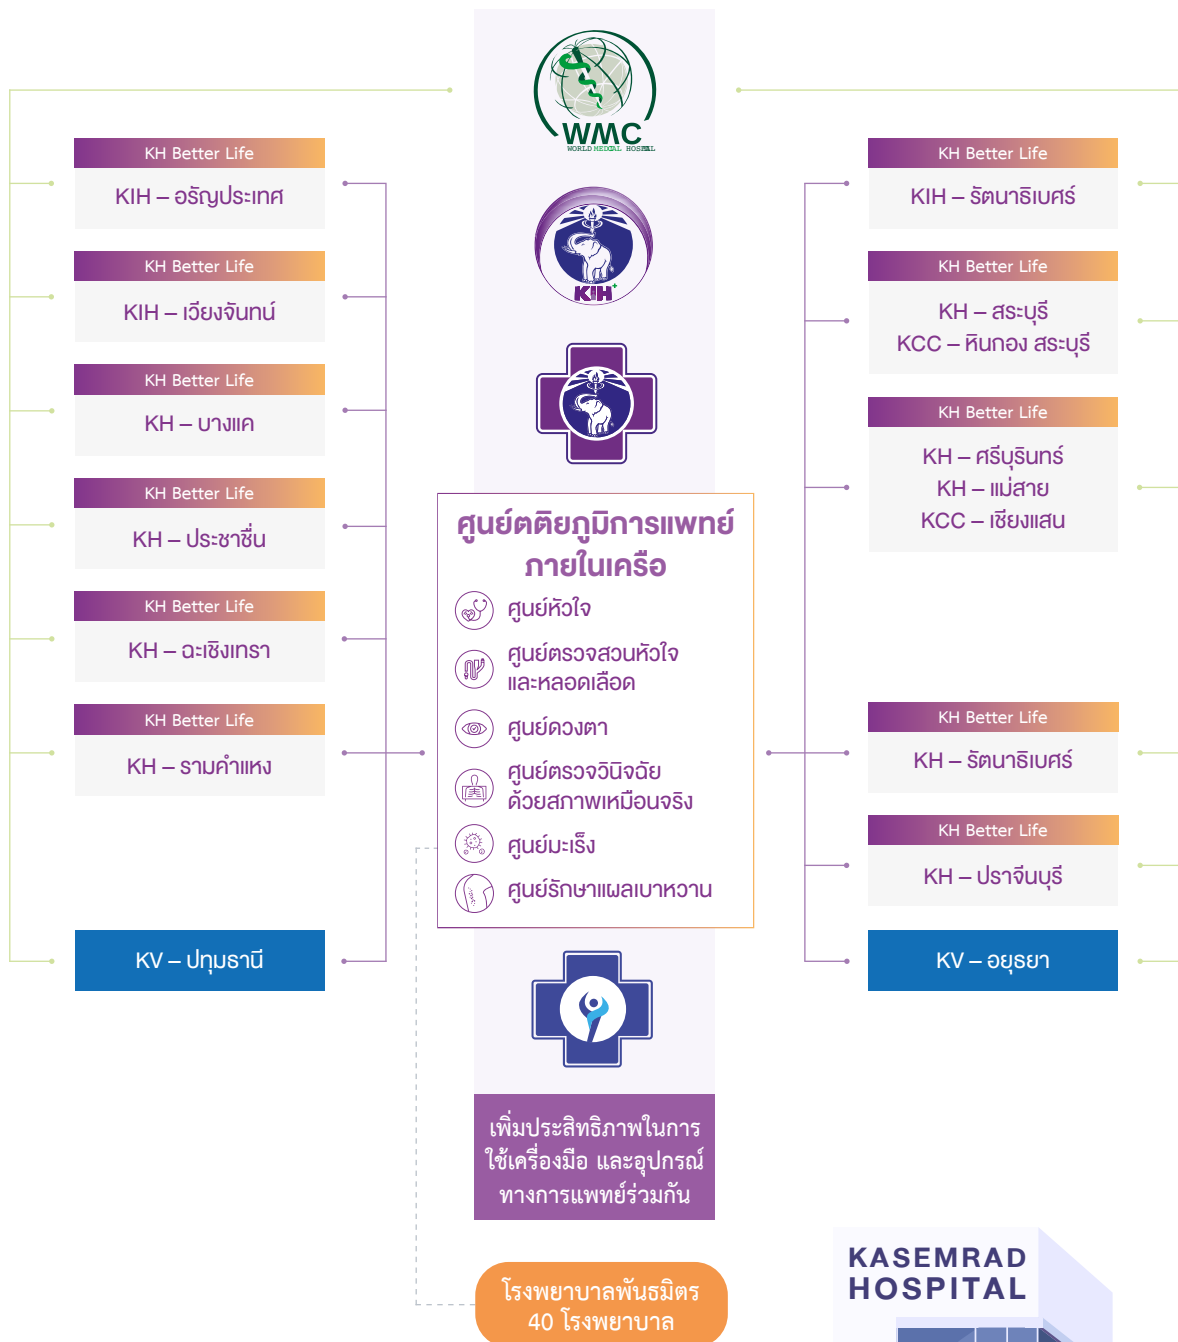 WMC
WORLD MEDICAL HOSPITAL
KIH+
KH Better Life
KIH – อรัญประเทศ
KH Better Life
KIH – เวียงจันทน์
KH Better Life
KH – บางแค
KH Better Life
KH – ประชาชื่น
KH Better Life
KH – ฉะเชิงเทรา
KH Better Life
KH – รามคำแหง
KV – ปทุมธานี
ศูนย์ตติยภูมิการแพทย์
ภายในเครือ
ศูนย์หัวใจ
ศูนย์ตรวจสวนหัวใจ
และหลอดเลือด
ศูนย์ดวงตา
ศูนย์ตรวจวินิจฉัย
ด้วยสภาพเหมือนจริง
ศูนย์มะเร็ง
ศูนย์รักษาแผลเบาหวาน
เพิ่มประสิทธิภาพในการ
ใช้เครื่องมือ และอุปกรณ์
ทางการแพทย์ร่วมกัน
โรงพยาบาลพันธมิตร
40 โรงพยาบาล
KH Better Life
KIH – รัตนาธิเบศร์
KH Better Life
KH – สระบุรี
KCC – หินกอง สระบุรี
KH Better Life
KH – ศรีบุรินทร์
KH – แม่สาย
KCC – เชียงแสน
KH Better Life
KH – รัตนาธิเบศร์
KH Better Life
KH – ปราจีนบุรี
KV – อยุธยา
KASEMRAD
HOSPITAL